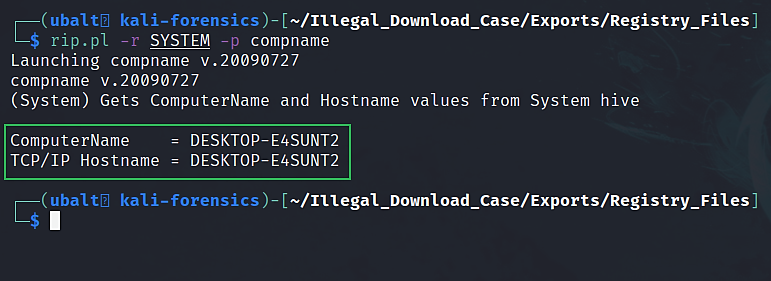 ┌──(ubalt㉿ kali-forensics)-[~/Illegal_Download_Case/Exports/Registry_Files]
└─$ rip.pl -r SYSTEM -p compname
Launching compname v.20090727
compname v.20090727
(System) Gets ComputerName and Hostname values from System hive
ComputerName    = DESKTOP-E4SUNT2
TCP/IP Hostname = DESKTOP-E4SUNT2
┌──(ubalt㉿ kali-forensics)-[~/Illegal_Download_Case/Exports/Registry_Files]
└─$